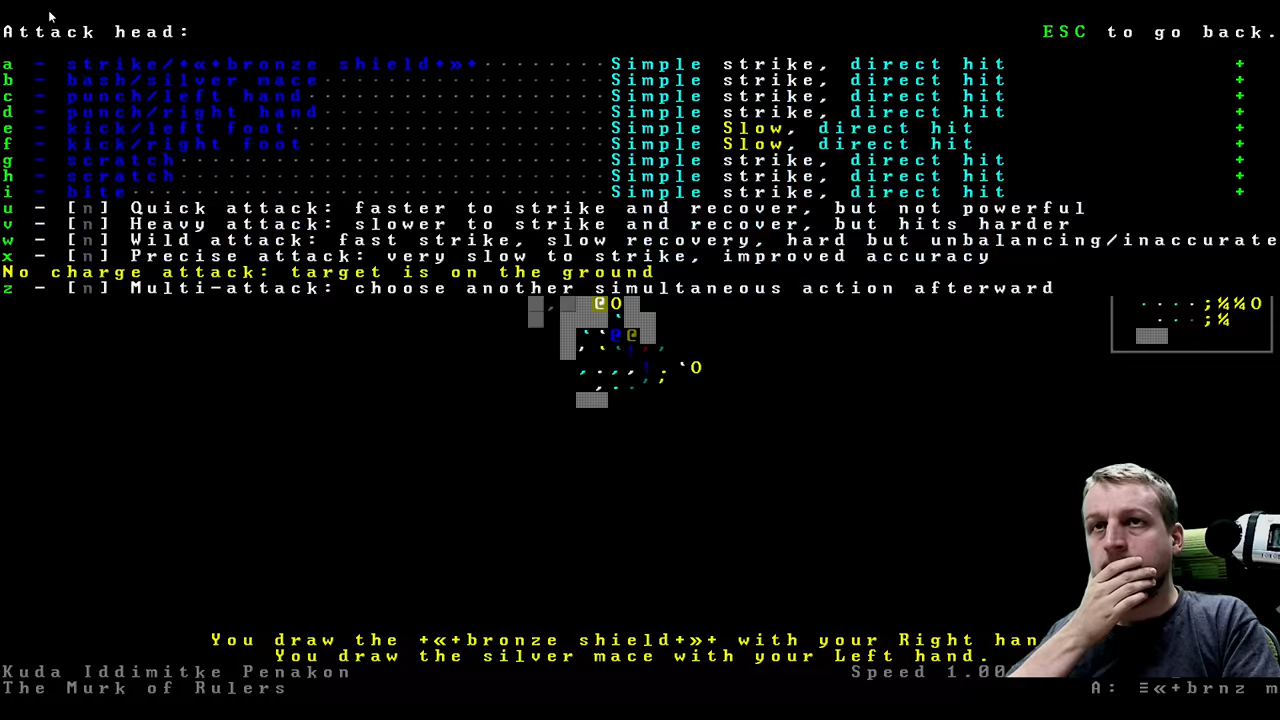 Attack head: ESC to go back.
a - strike/+«+bronze shield+»+ Simple strike, direct hit +
b - bash/silver mace Simple strike, direct hit +
c - punch/left hand Simple strike, direct hit +
d - punch/right hand Simple strike, direct hit +
e - kick/left foot Simple Slow, direct hit +
f - kick/right foot Simple Slow, direct hit +
g - scratch Simple strike, direct hit +
h - scratch Simple strike, direct hit +
i - bite Simple strike, direct hit +
u - [n] Quick attack: faster to strike and recover, but not powerful
v - [n] Heavy attack: slower to strike and recover, but hits harder
w - [n] Wild attack: fast strike, slow recovery, hard but unbalancing/inaccurate
x - [n] Precise attack: very slow to strike, improved accuracy
No charge attack: target is on the ground
z - [n] Multi-attack: choose another simultaneous action afterward
You draw the +«+bronze shield+»+ with your Right han
You draw the silver mace with your Left hand.
Kuda Iddimitke Penakon Speed 1.00
The Murk of Rulers A: ≡«+brnz m